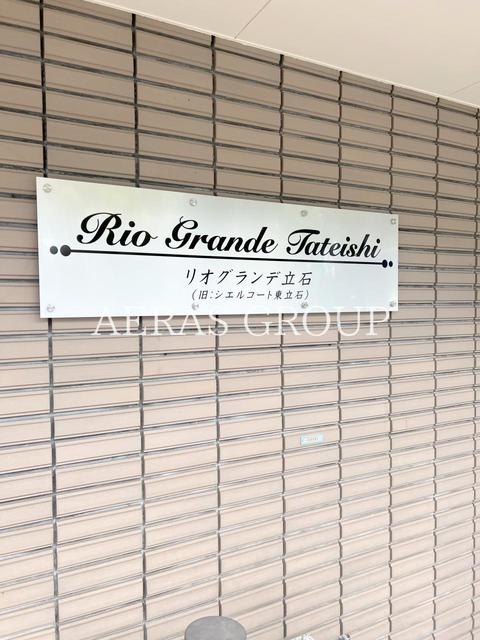 Rio Grande Tateishi
リオグランデ立石
(旧:シエルコート東立石)
AERAS GROUP